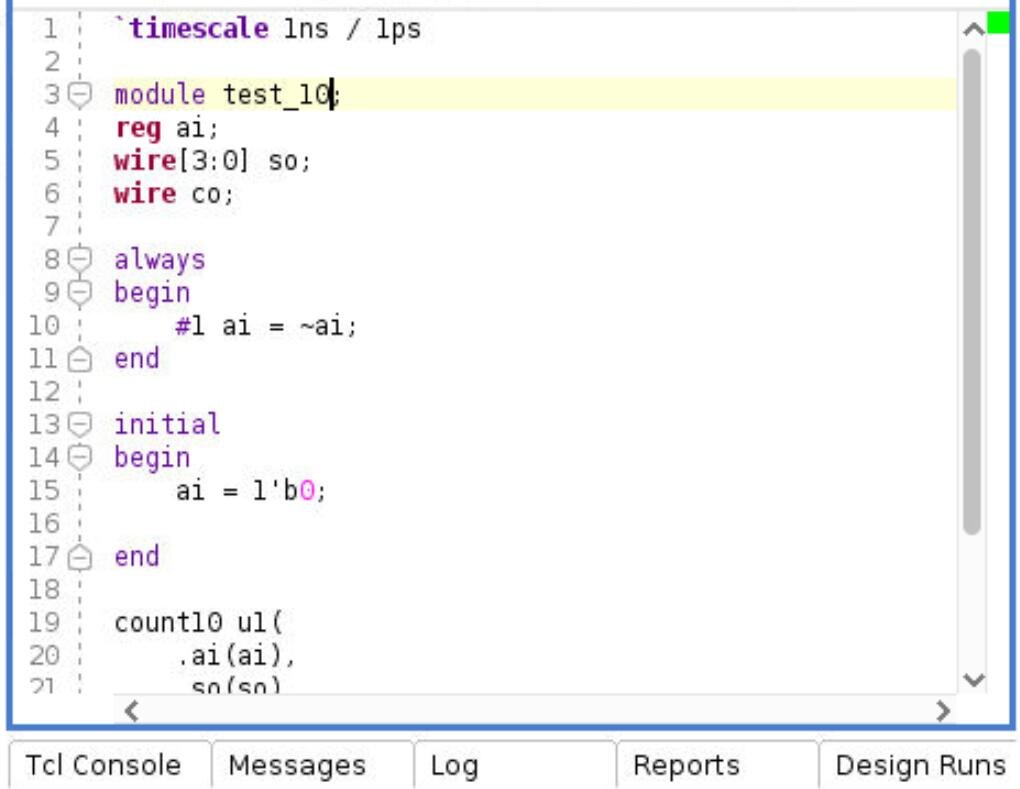 1 `timescale 1ns / 1ps
2
3 module test_10;
4 reg ai;
5 wire[3:0] so;
6 wire co;
7
8 always
9 begin
10     #1 ai = ~ai;
11 end
12
13 initial
14 begin
15     ai = 1'b0;
16
17 end
18
19 count10 u1(
20     .ai(ai),
21     .so(so)
Tcl Console Messages Log Reports Design Runs